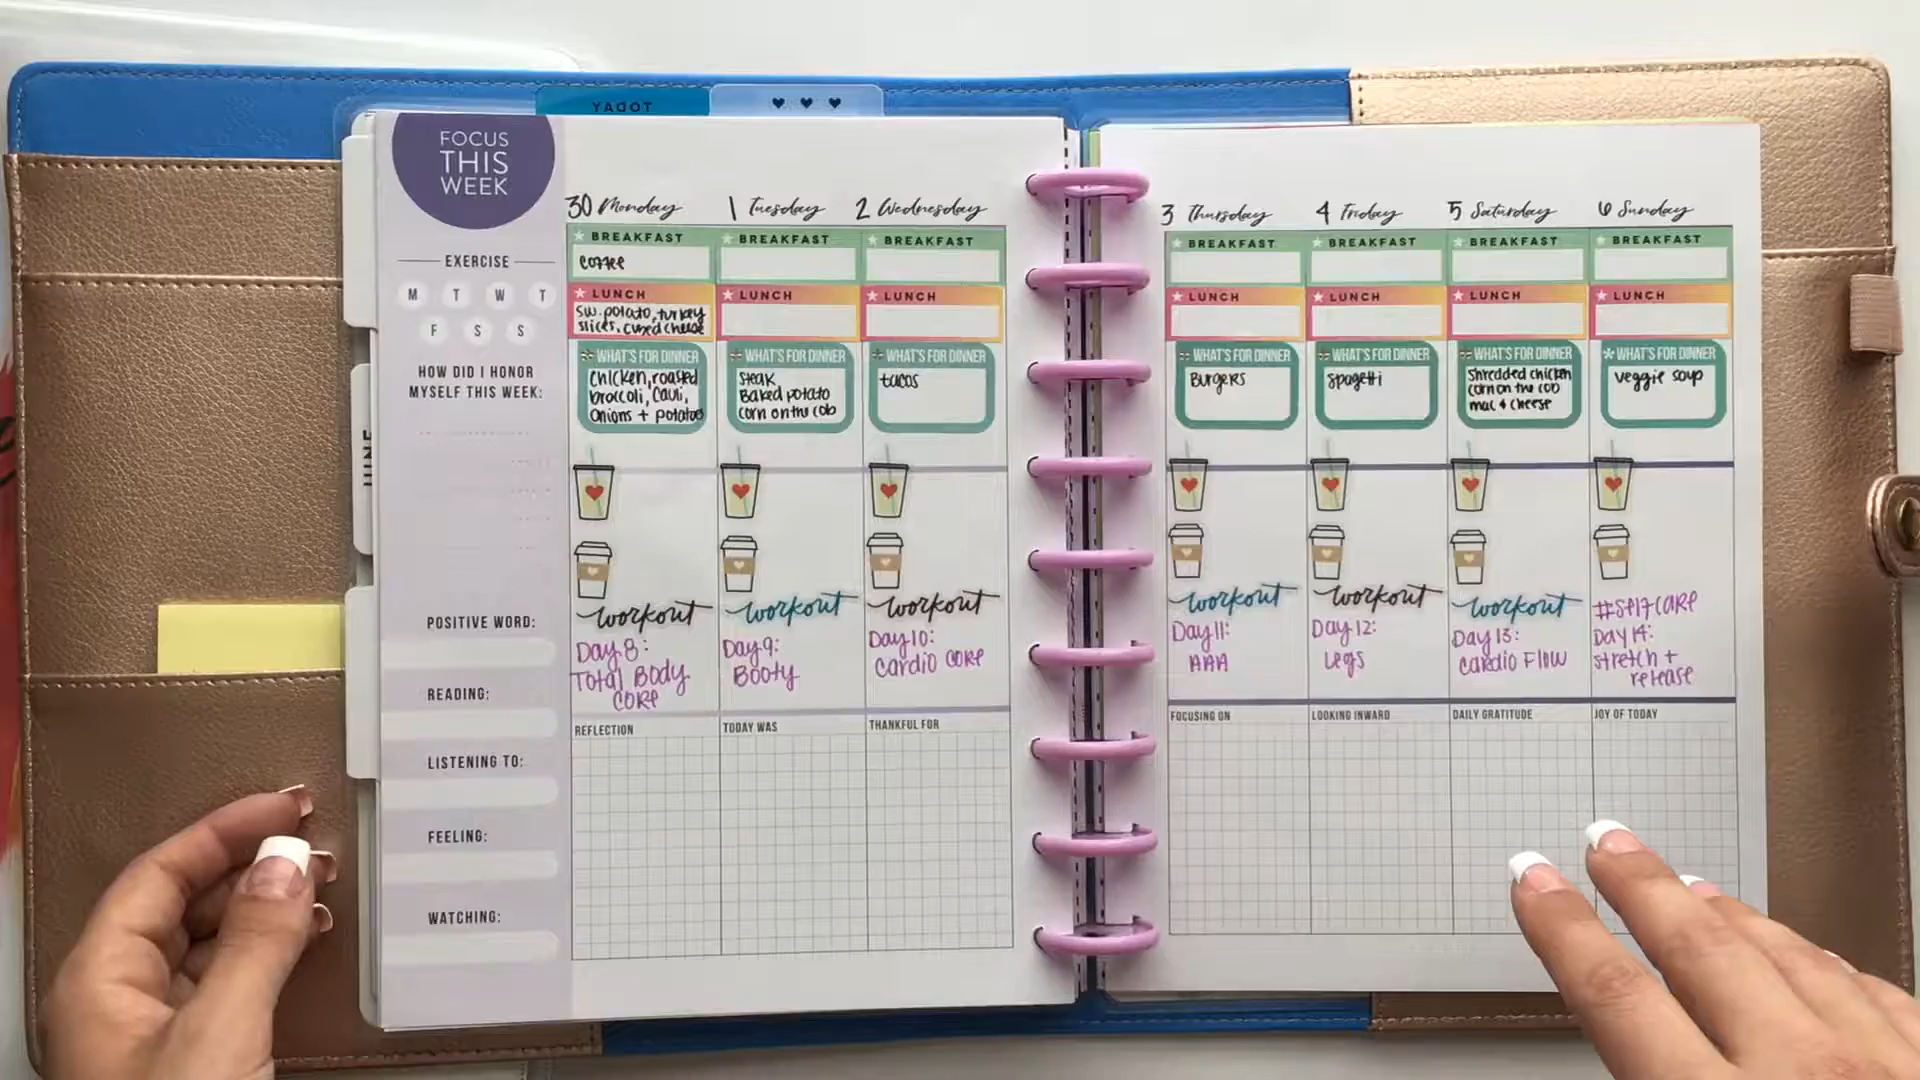 YADOT
FOCUS
THIS
WEEK
EXERCISE
M T W T
F S S
HOW DID I HONOR
MYSELF THIS WEEK:
POSITIVE WORD:
READING:
LISTENING TO:
FEELING:
WATCHING:
JUNE
30 Monday
BREAKFAST
coffee
LUNCH
sw. potato, turkey
slices, cubed cheese
WHAT'S FOR DINNER
chicken, roasted
broccoli, cauli,
onions + potatoes
workout
Day 8:
Total Body
core
REFLECTION
1 Tuesday
BREAKFAST
LUNCH
WHAT'S FOR DINNER
steak
Baked potato
corn on the cob
workout
Day 9:
Booty
TODAY WAS
2 Wednesday
BREAKFAST
LUNCH
WHAT'S FOR DINNER
tacos
workout
Day 10:
cardio core
THANKFUL FOR
3 Thursday
BREAKFAST
LUNCH
WHAT'S FOR DINNER
Burgers
workout
Day 11:
AAA
FOCUSING ON
4 Friday
BREAKFAST
LUNCH
WHAT'S FOR DINNER
spagetti
workout
Day 12:
Legs
LOOKING INWARD
5 Saturday
BREAKFAST
LUNCH
WHAT'S FOR DINNER
shredded chicken
corn on the cob
mac & cheese
workout
Day 13:
cardio Flow
DAILY GRATITUDE
6 Sunday
BREAKFAST
LUNCH
WHAT'S FOR DINNER
veggie soup
#selfcare
Day 14:
stretch +
release
JOY OF TODAY